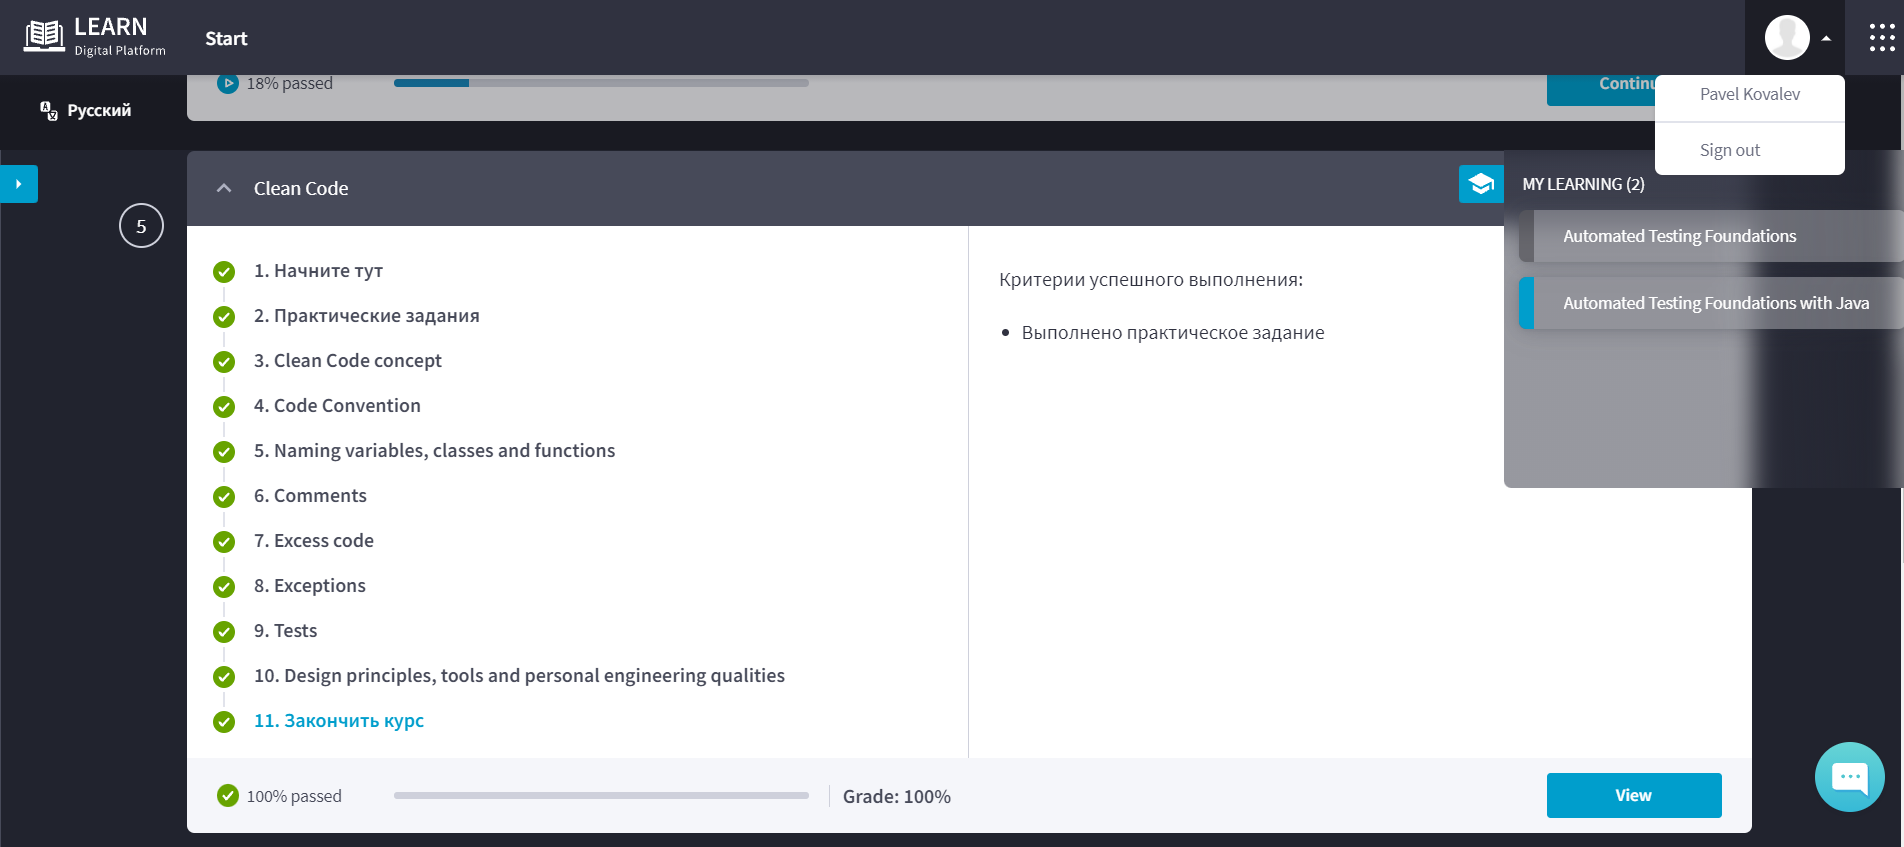 LEARN
Digital Platform
Start
18% passed
Continu
Pavel Kovalev
Sign out
Русский
5
Clean Code
MY LEARNING (2)
Automated Testing Foundations
Automated Testing Foundations with Java
1. Начните тут
2. Практические задания
3. Clean Code concept
4. Code Convention
5. Naming variables, classes and functions
6. Comments
7. Excess code
8. Exceptions
9. Tests
10. Design principles, tools and personal engineering qualities
11. Закончить курс
Критерии успешного выполнения:
• Выполнено практическое задание
100% passed
Grade: 100%
View